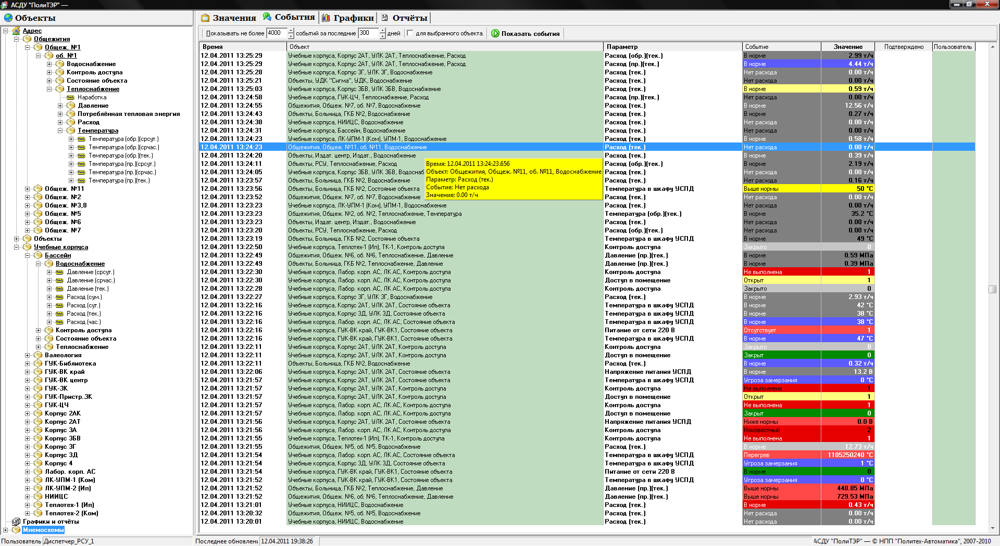 АСДУ "ПолиТЭР" —
Объекты
Значения События Графики Отчёты
Показывать не более 4000 событий за последние 300 дней для выбранного объекта. Показать события
Адрес
Общежития
Общеж. №1
об. №1
Водоснабжение
Контроль доступа
Состояние объекта
Теплоснабжение
Наработка
Давление
Потреблённая тепловая энергия
Расход
Температура
Температура (обр.)(срсут.)
Температура (обр.)(срчас.)
Температура (обр.)(тек.)
Температура (пр.)(срсут.)
Температура (пр.)(срчас.)
Температура (пр.)(тек.)
Общеж. №11
Общеж. №2
Общеж. №3,8
Общеж. №5
Общеж. №6
Общеж. №7
Объекты
Учебные корпуса
Бассейн
Водоснабжение
Давление (срсут.)
Давление (срчас.)
Давление (тек.)
Расход (сум.)
Расход (сут.)
Расход (тек.)
Расход (час.)
Контроль доступа
Состояние объекта
Теплоснабжение
Валеология
ГУК-Библиотека
ГУК-ВК край
ГУК-ВК центр
ГУК-ЗК
ГУК-Пристр.ЗК
ГУК-ЦЧ
Корпус 2АК
Корпус 2АТ
Корпус 3А
Корпус 3БВ
Корпус 3Г
Корпус 3Д
Корпус 4
Лабор. корп. АС
ЛК-УПМ-1 (Ком)
ЛК-УПМ-2 (Ип)
НИИЦС
Теплотех-1 (Ип)
Теплотех-2 (Ком)
Графики и отчёты
Мнемосхемы
Время Объект Параметр Событие Значение Подтверждено Пользователь
12.04.2011 13:25:29 Учебные корпуса, Корпус 2АТ, УЛК 2АТ, Теплоснабжение, Расход Расход (обр.)(тек.) В норме 2.99 т/ч
12.04.2011 13:25:29 Учебные корпуса, Корпус 2АТ, УЛК 2АТ, Теплоснабжение, Расход Расход (пр.)(тек.) В норме 4.44 т/ч
12.04.2011 13:25:28 Учебные корпуса, Корпус 3Г, УЛК 3Г, Водоснабжение Расход (тек.) Нет расхода 0.00 т/ч
12.04.2011 13:25:21 Объекты, УДК "Сигма", УДК, Водоснабжение Расход (тек.) Нет расхода 0.00 т/ч
12.04.2011 13:25:03 Учебные корпуса, Корпус 3БВ, УЛК 3БВ, Водоснабжение Расход (тек.) В норме 0.59 т/ч
12.04.2011 13:24:58 Учебные корпуса, ГУК-ЦЧ, Теплоснабжение, Расход Расход (пр.)(тек.) Нет расхода 0.00 т/ч
12.04.2011 13:24:55 Общежития, Общеж. №7, об. №7, Водоснабжение Расход (тек.) В норме 12.56 т/ч
12.04.2011 13:24:43 Объекты, Больница, ГКБ №2, Водоснабжение Расход (тек.) В норме 0.27 т/ч
12.04.2011 13:24:38 Учебные корпуса, НИИЦС, Водоснабжение Расход (тек.) Нет расхода 0.00 т/ч
12.04.2011 13:24:31 Учебные корпуса, Бассейн, Водоснабжение Расход (тек.) Нет расхода 0.00 т/ч
12.04.2011 13:24:23 Учебные корпуса, ЛК-УПМ-1 (Ком), УПМ-1, Водоснабжение Расход (тек.) В норме 0.58 т/ч
12.04.2011 13:24:23 Общежития, Общеж. №11, об. №11, Водоснабжение Расход (тек.) Нет расхода 0.00 т/ч
12.04.2011 13:24:20 Объекты, Издат. центр, Издат., Водоснабжение Расход (тек.) В норме 0.39 т/ч
12.04.2011 13:24:11 Объекты, РСУ, Теплоснабжение, Расход Расход (обр.)(тек.) В норме 2.19 т/ч
12.04.2011 13:24:05 Учебные корпуса, Корпус 3БВ, УЛК 3БВ, Водоснаб Расход (тек.) Нет расхода 0.00 т/ч
12.04.2011 13:23:57 Объекты, Больница, ГКБ №2, Водоснабжение Расход (тек.) Нет расхода 0.16 т/ч
12.04.2011 13:23:56 Объекты, Больница, ГКБ №2, Состояние объекта Температура в шкафу УСПД Выше нормы 50 °C
12.04.2011 13:23:52 Общежития, Общеж. №7, об. №7, Водоснабжение Расход (тек.) Нет расхода 0.00 т/ч
12.04.2011 13:23:23 Учебные корпуса, ЛК-УПМ-1 (Ком), УПМ-1, Водоснабжение Расход (тек.) Нет расхода 0.00 т/ч
12.04.2011 13:23:23 Общежития, Общеж. №2, об. №2, Теплоснабжение, Температура Температура (обр.)(тек.) В норме 35.2 °C
12.04.2011 13:23:23 Объекты, Издат. центр, Издат., Водоснабжение Расход (тек.) Нет расхода 0.00 т/ч
12.04.2011 13:23:20 Объекты, РСУ, Теплоснабжение, Расход Расход (обр.)(тек.) Нет расхода 0.00 т/ч
12.04.2011 13:23:19 Объекты, Больница, ГКБ №2, Состояние объекта Температура в шкафу УСПД В норме 49 °C
12.04.2011 13:22:50 Учебные корпуса, Теплотех-1 (Ип), ТК-1, Контроль доступа Контроль доступа Закрыто 0
12.04.2011 13:22:49 Общежития, Общеж. №6, об. №6, Теплоснабжение, Давление Давление (пр.)(тек.) В норме 0.59 МПа
12.04.2011 13:22:49 Объекты, Больница, ГКБ №2, Теплоснабжение, Давление Давление (пр.)(тек.) В норме 0.39 МПа
12.04.2011 13:22:30 Учебные корпуса, Лабор. корп. АС, ЛК АС, Контроль доступа Контроль доступа Не выполнена 1
12.04.2011 13:22:30 Учебные корпуса, Лабор. корп. АС, ЛК АС, Контроль доступа Доступ в помещение Открыт 1
12.04.2011 13:22:28 Учебные корпуса, Лабор. корп. АС, ЛК АС, Контроль доступа Контроль доступа Закрыто 0
12.04.2011 13:22:27 Учебные корпуса, Корпус 3Г, УЛК 3Г, Водоснабжение Расход (тек.) В норме 2.93 т/ч
12.04.2011 13:22:16 Учебные корпуса, Корпус 2АТ, УЛК 2АТ, Состояние объекта Температура в шкафу УСПД В норме 42 °C
12.04.2011 13:22:16 Учебные корпуса, Корпус 3Д, УЛК 3Д, Состояние объекта Температура в шкафу УСПД В норме 38 °C
12.04.2011 13:22:16 Учебные корпуса, Лабор. корп. АС, ЛК АС, Состояние объекта Температура в шкафу УСПД В норме 38 °C
12.04.2011 13:22:16 Учебные корпуса, ГУК-ВК край, ГУК-ВК1, Состояние объекта Питание от сети 220 В Отсутствует 1
12.04.2011 13:22:16 Учебные корпуса, ГУК-ВК край, ГУК-ВК1, Состояние объекта Температура в шкафу УСПД В норме 47 °C
12.04.2011 13:22:11 Учебные корпуса, Корпус 2АТ, УЛК 2АТ, Контроль доступа Контроль доступа Закрыто 0
12.04.2011 13:22:11 Учебные корпуса, Корпус 2АТ, УЛК 2АТ, Контроль доступа Доступ в помещение Закрыт 0
12.04.2011 13:22:11 Объекты, Больница, ГКБ №2, Водоснабжение Расход (тек.) В норме 0.32 т/ч
12.04.2011 13:22:06 Учебные корпуса, Корпус 2АТ, УЛК 2АТ, Состояние объекта Напряжение питания УСПД В норме 13.2 В
12.04.2011 13:21:57 Учебные корпуса, Корпус 2АТ, УЛК 2АТ, Состояние объекта Температура в шкафу УСПД Угроза замерзания 0 °C
12.04.2011 13:21:57 Учебные корпуса, Корпус 2АТ, УЛК 2АТ, Контроль доступа Контроль доступа Не выполнена 1
12.04.2011 13:21:57 Учебные корпуса, Корпус 2АТ, УЛК 2АТ, Контроль доступа Доступ в помещение Открыт 1
12.04.2011 13:21:57 Учебные корпуса, Лабор. корп. АС, ЛК АС, Контроль доступа Контроль доступа Не выполнена 1
12.04.2011 13:21:57 Учебные корпуса, Лабор. корп. АС, ЛК АС, Контроль доступа Доступ в помещение Закрыт 0
12.04.2011 13:21:56 Учебные корпуса, Корпус 2АТ, УЛК 2АТ, Состояние объекта Напряжение питания УСПД Ниже нормы 0.0 В
12.04.2011 13:21:56 Учебные корпуса, Лабор. корп. АС, ЛК АС, Контроль доступа Контроль доступа Неизвестный 2
12.04.2011 13:21:55 Учебные корпуса, Теплотех-1 (Ип), ТК-1, Контроль доступа Контроль доступа Не выполнена 1
12.04.2011 13:21:55 Общежития, Общеж. №5, об. №5, Водоснабжение Расход (тек.) В норме 12.73 т/ч
12.04.2011 13:21:54 Учебные корпуса, Лабор. корп. АС, ЛК АС, Состояние объекта Температура в шкафу УСПД Перегрев 1105250240 °C
12.04.2011 13:21:54 Учебные корпуса, Корпус 3Д, УЛК 3Д, Состояние объекта Температура в шкафу УСПД Угроза замерзания 1 °C
12.04.2011 13:21:54 Учебные корпуса, ГУК-ВК край, ГУК-ВК1, Состояние объекта Питание от сети 220 В В норме 0
12.04.2011 13:21:52 Учебные корпуса, ГУК-ВК край, ГУК-ВК1, Состояние объекта Температура в шкафу УСПД Угроза замерзания 0 °C
12.04.2011 13:21:52 Объекты, Больница, ГКБ №2, Теплоснабжение, Давление Давление (пр.)(тек.) Выше нормы 448.85 МПа
12.04.2011 13:21:52 Общежития, Общеж. №6, об. №6, Теплоснабжение, Давление Давление (пр.)(тек.) Выше нормы 729.53 МПа
12.04.2011 13:21:01 Учебные корпуса, НИИЦС, Водоснабжение Расход (тек.) В норме 0.43 т/ч
12.04.2011 13:20:32 Общежития, Общеж. №5, об. №5, Водоснабжение Расход (тек.) Нет расхода 0.00 т/ч
12.04.2011 13:20:01 Учебные корпуса, НИИЦС, Водоснабжение Расход (тек.) Нет расхода 0.00 т/ч
Время: 12.04.2011 13:24:23.656
Объект: Общежития, Общеж. №11, об. №11, Водоснабжение
Параметр: Расход (тек.)
Событие: Нет расхода
Значение: 0.00 т/ч
Пользователь Диспетчер_РСУ_1 Последнее обновлени 12.04.2011 19:38:26 АСДУ "ПолиТЭР" — © НПП "Политех-Автоматика", 2007-2010